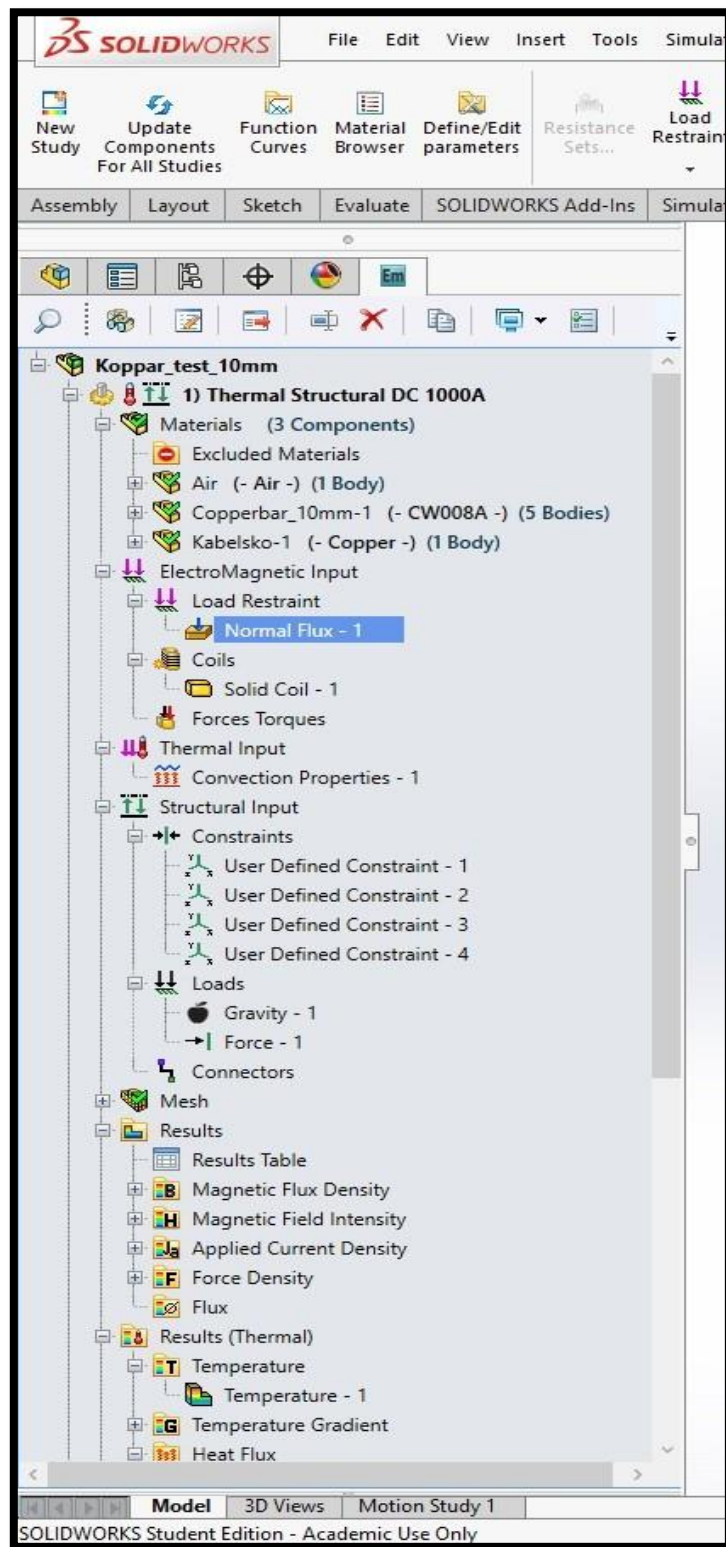 SOLIDWORKS File Edit View Insert Tools Simula
New Study Update Components For All Studies Function Curves Material Browser Define/Edit parameters Resistance Sets... Load Restraint
Assembly Layout Sketch Evaluate SOLIDWORKS Add-Ins Simula
Em
Koppar_test_10mm
1) Thermal Structural DC 1000A
Materials (3 Components)
Excluded Materials
Air (- Air -) (1 Body)
Copperbar_10mm-1 (- CW008A -) (5 Bodies)
Kabelsko-1 (- Copper -) (1 Body)
ElectroMagnetic Input
Load Restraint
Normal Flux - 1
Coils
Solid Coil - 1
Forces Torques
Thermal Input
Convection Properties - 1
Structural Input
Constraints
User Defined Constraint - 1
User Defined Constraint - 2
User Defined Constraint - 3
User Defined Constraint - 4
Loads
Gravity - 1
Force - 1
Connectors
Mesh
Results
Results Table
B Magnetic Flux Density
H Magnetic Field Intensity
Ja Applied Current Density
F Force Density
Flux
Results (Thermal)
T Temperature
Temperature - 1
G Temperature Gradient
Heat Flux
Model 3D Views Motion Study 1
SOLIDWORKS Student Edition - Academic Use Only